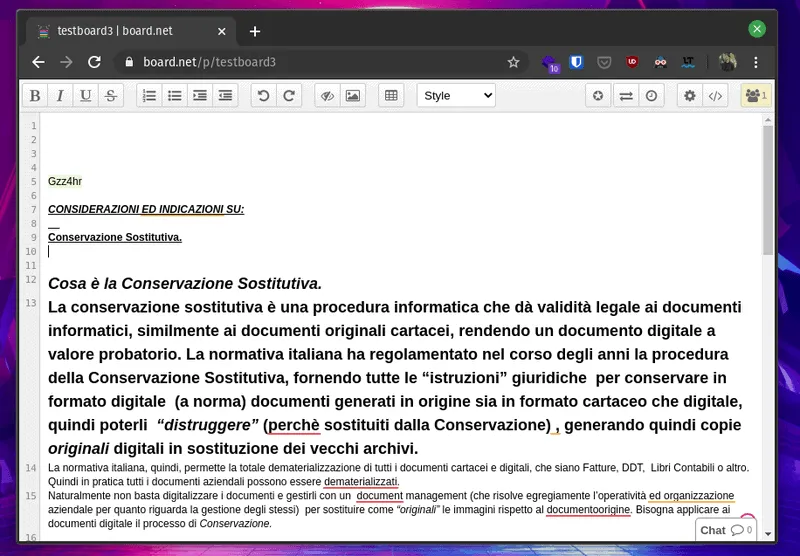 testboard3 | board.net
board.net/p/testboard3
10
UD
LT
B I U S
Style
1
1
2
3
4
5 Gzz4hr
6
7 CONSIDERAZIONI ED INDICAZIONI SU:
8
9 Conservazione Sostitutiva.
10
11
12 Cosa è la Conservazione Sostitutiva.
13 La conservazione sostitutiva è una procedura informatica che dà validità legale ai documenti
informatici, similmente ai documenti originali cartacei, rendendo un documento digitale a
valore probatorio. La normativa italiana ha regolamentato nel corso degli anni la procedura
della Conservazione Sostitutiva, fornendo tutte le “istruzioni” giuridiche per conservare in
formato digitale (a norma) documenti generati in origine sia in formato cartaceo che digitale,
quindi poterli “distruggere” (perchè sostituiti dalla Conservazione) , generando quindi copie
originali digitali in sostituzione dei vecchi archivi.
14 La normativa italiana, quindi, permette la totale dematerializzazione di tutti i documenti cartacei e digitali, che siano Fatture, DDT, Libri Contabili o altro.
Quindi in pratica tutti i documenti aziendali possono essere dematerializzati.
15 Naturalmente non basta digitalizzare i documenti e gestirli con un document management (che risolve egregiamente l'operatività ed organizzazione
aziendale per quanto riguarda la gestione degli stessi) per sostituire come “originali” le immagini rispetto al documentoorigine. Bisogna applicare ai
documenti digitale il processo di Conservazione.
16
Chat 0